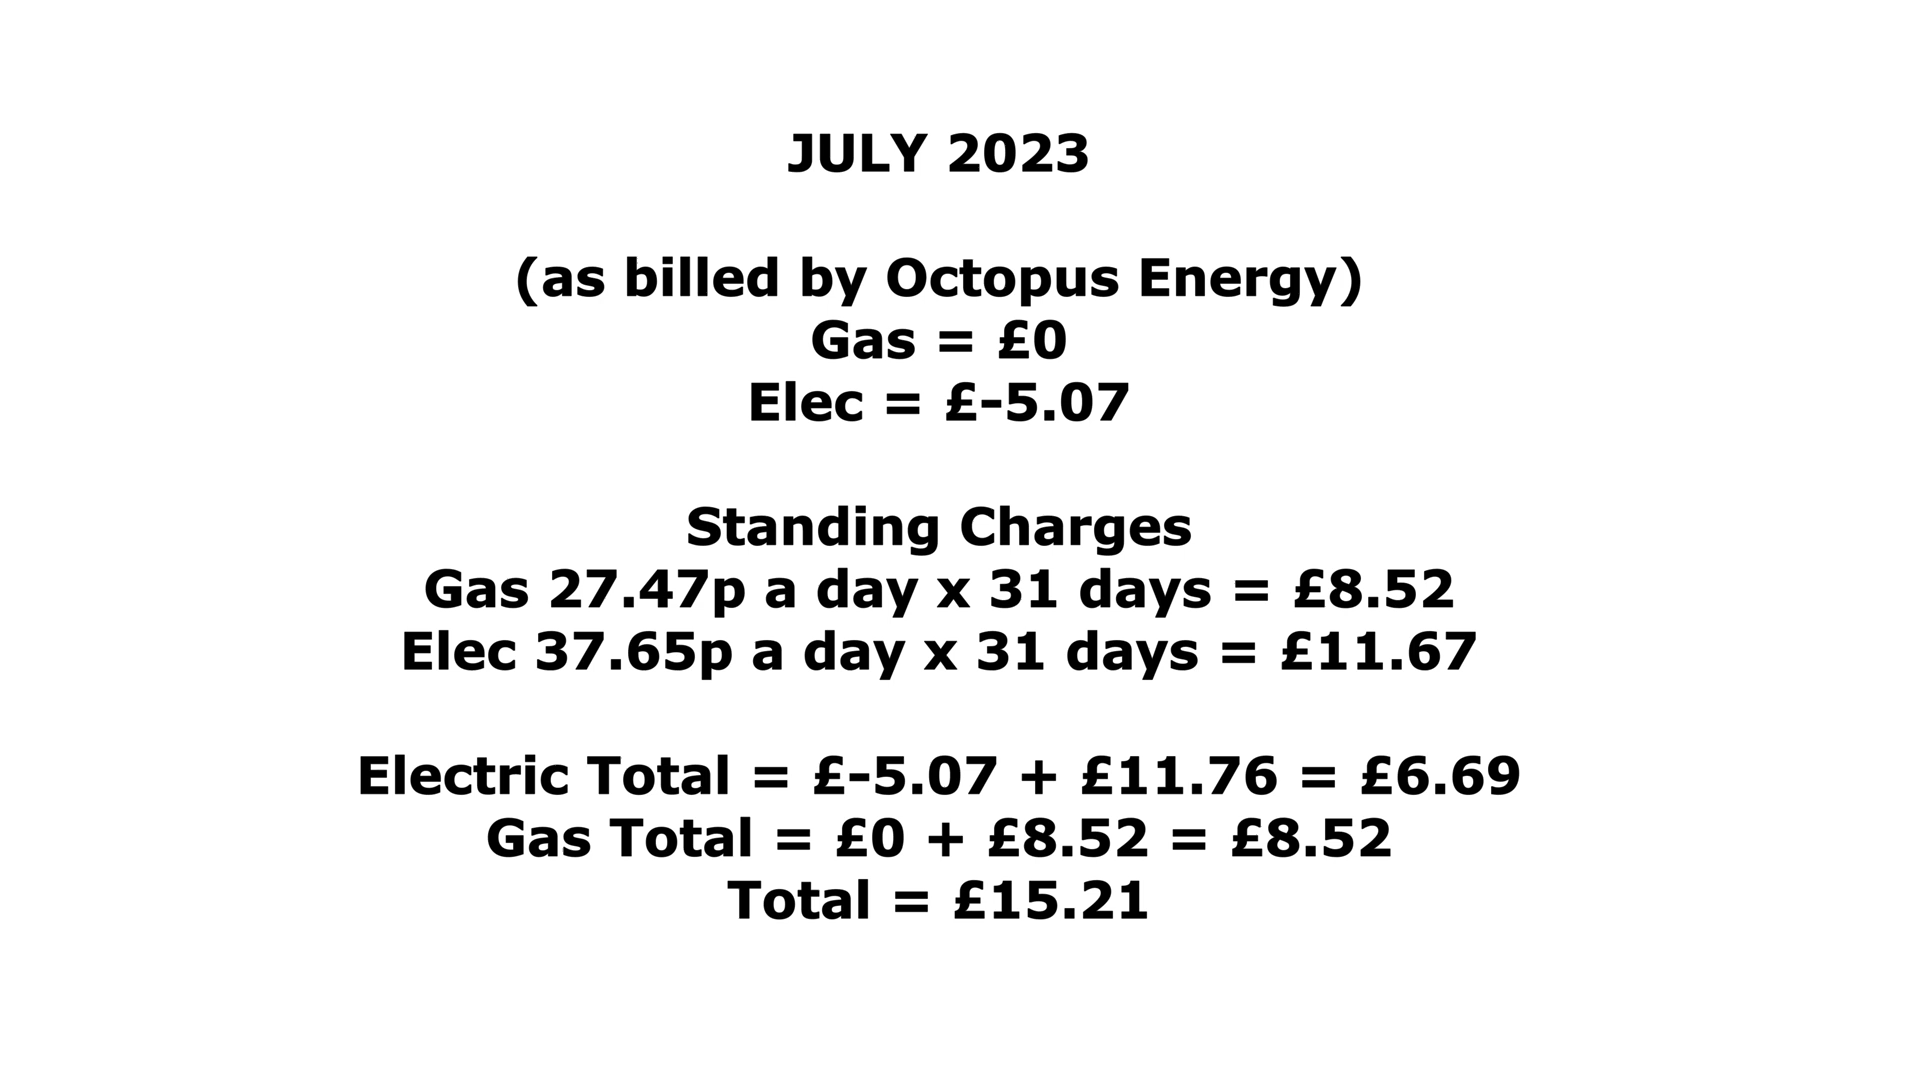 JULY 2023
(as billed by Octopus Energy)
Gas = £0
Elec = £-5.07
Standing Charges
Gas 27.47p a day x 31 days = £8.52
Elec 37.65p a day x 31 days = £11.67
Electric Total = £-5.07 + £11.76 = £6.69
Gas Total = £0 + £8.52 = £8.52
Total = £15.21